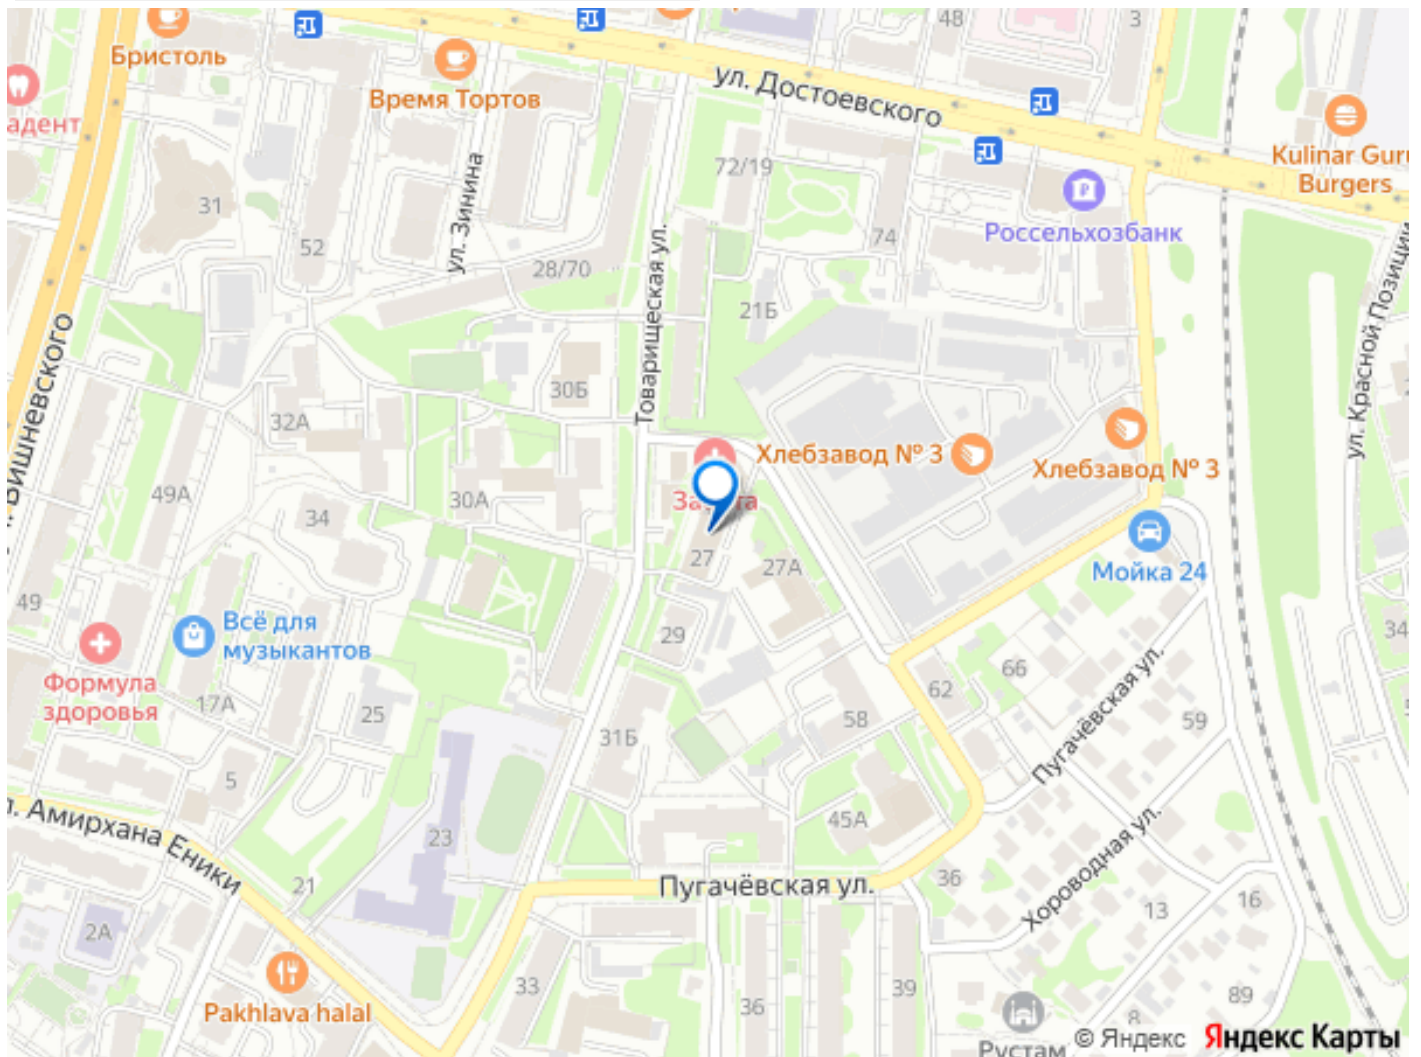 48
3
Бристоль
Время Тортов
адент
ул. Достоевского
Kulinar Guru
Burgers
72/19
31
ул. Зинина
Россельхозбанк
52
74
28/70
Товарищеская ул.
21Б
ул. Красной Позиции
30Б
32А
Вишневского
Хлебзавод № 3
Хлебзавод № 3
49А
30А
34
27
27А
Мойка 24
49
Всё для
музыкантов
29
34
66
Формула
здоровья
17А
25
62
58
59
Пугачёвская ул.
31Б
5
л. Амирхана Еники
23
45А
Хороводная ул.
21
Пугачёвская ул.
36
16
13
2А
33
36
39
89
Pakhlava halal
8
Рустам
© Яндекс Яндекс Карты